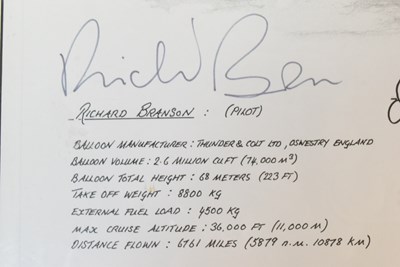 Richd Bran
RICHARD BRANSON : (PILOT)
BALLOON MANUFACTURER : THUNDER & COLT LTD, OSWESTRY ENGLAND
BALLOON VOLUME : 2.6 MILLION CU.FT (74,000 M³)
BALLOON TOTAL HEIGHT : 68 METERS (223 FT)
TAKE OFF WEIGHT : 8800 KG
EXTERNAL FUEL LOAD : 4500 KG
MAX CRUISE ALTITUDE : 36,000 FT (11,000 M)
DISTANCE FLOWN : 6761 MILES (5879 n.m. 10878 KM)